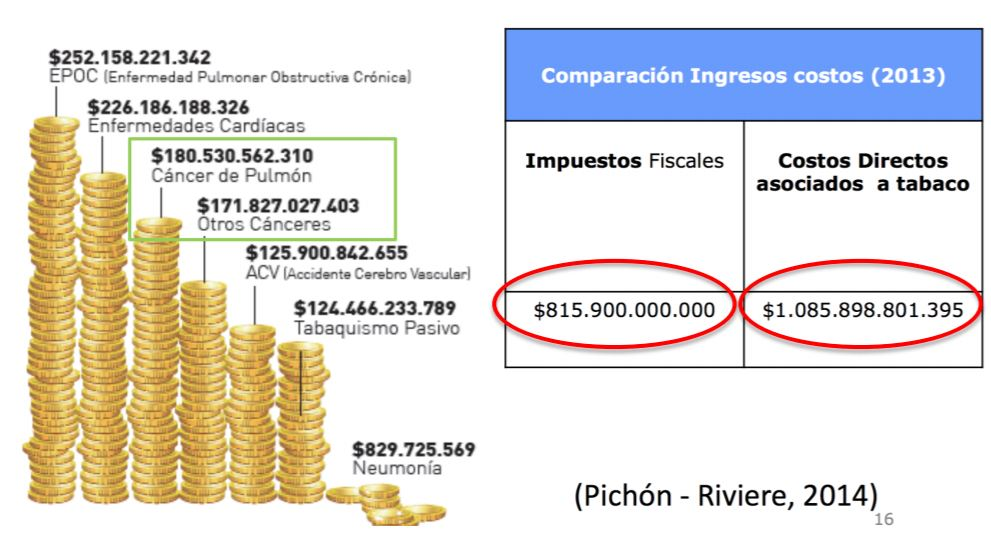 $252.158.221.342
EPOC (Enfermedad Pulmonar Obstructiva Crónica)
$226.186.188.326
Enfermedades Cardíacas
$180.530.562.310
Cáncer de Pulmón
$171.827.027.403
Otros Cánceres
$125.900.842.655
ACV (Accidente Cerebro Vascular)
$124.466.233.789
Tabaquismo Pasivo
$829.725.569
Neumonía
Comparación Ingresos costos (2013)
Impuestos Fiscales
Costos Directos
asociados a tabaco
$815.900.000.000
$1.085.898.801.395
(Pichón - Riviere, 2014)
16